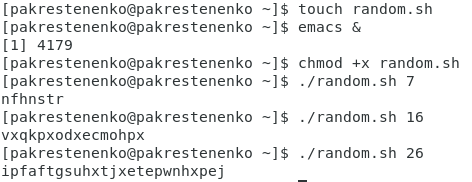 [pakrestenenko@pakrestenenko ~]$ touch random.sh
[pakrestenenko@pakrestenenko ~]$ emacs &
[1] 4179
[pakrestenenko@pakrestenenko ~]$ chmod +x random.sh
[pakrestenenko@pakrestenenko ~]$ ./random.sh 7
nfhnstr
[pakrestenenko@pakrestenenko ~]$ ./random.sh 16
vxqkpxodxecmohpx
[pakrestenenko@pakrestenenko ~]$ ./random.sh 26
ipfaftgsuhxtjxetepwnhxpej